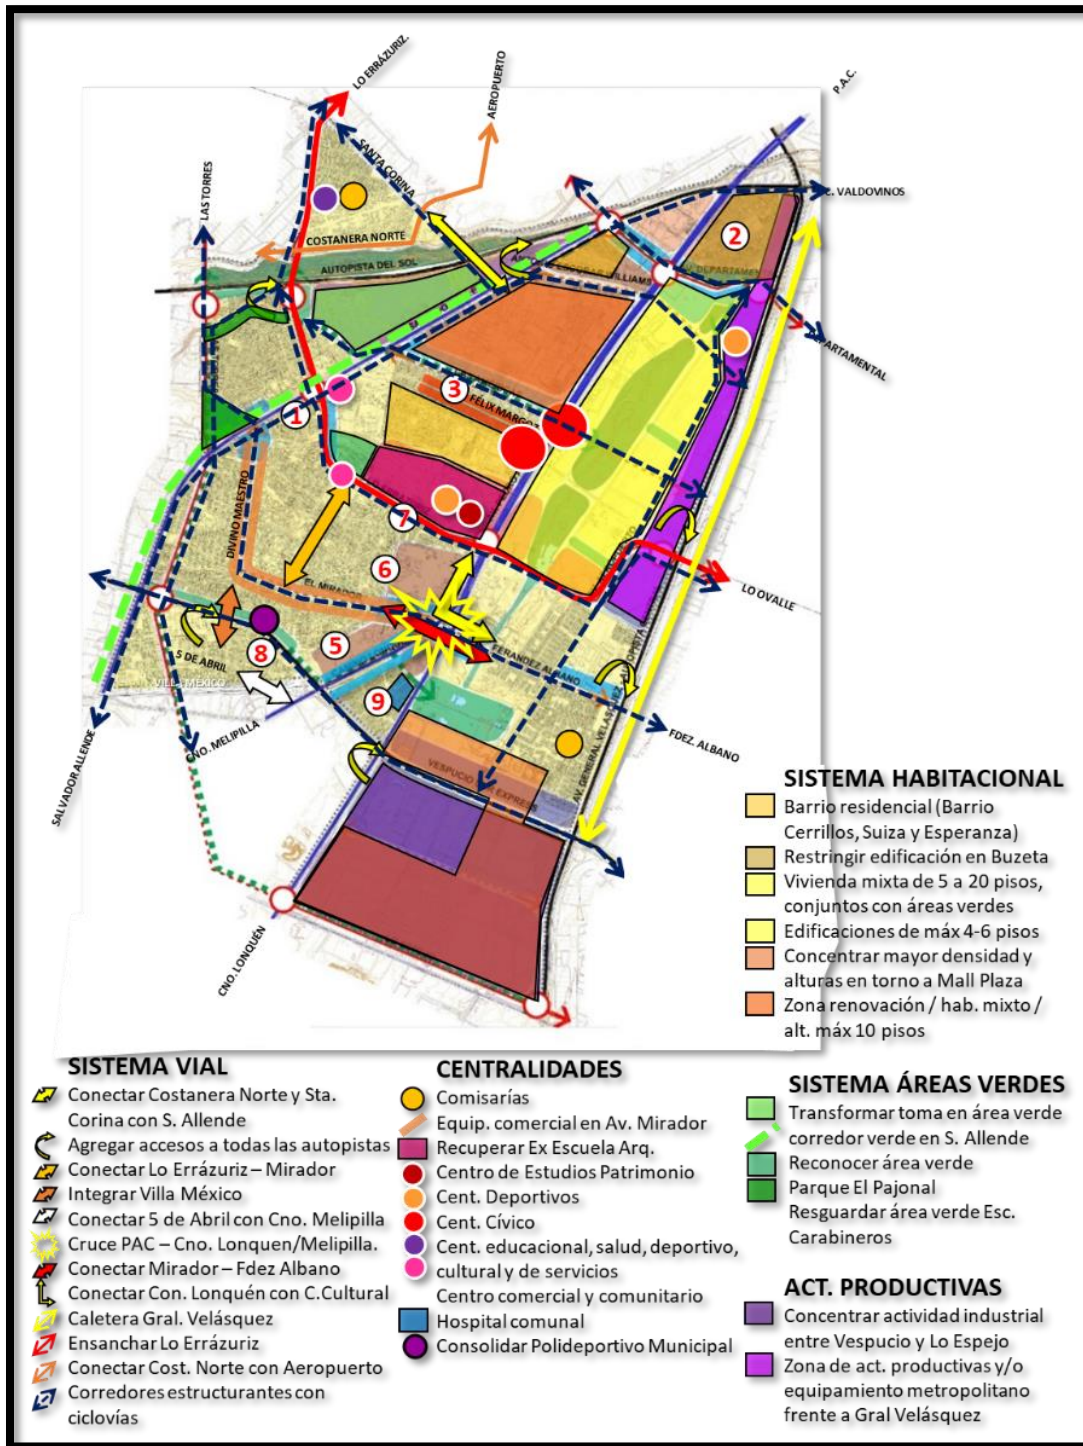 LO ERRÁZURIZ.
AEROPUERTO
P.A.C.
SANTA CORINA
LAS TORRES
C. VALDOVINOS
COSTANERA NORTE
2
AUTOPISTA DEL SOL
WILLIAMS
DEPARTAMENTAL
3
FÉLIX MARGOZ
1
DIVINO MAESTRO
7
6
EL MIRADOR
LO OVALLE
5
8
5 DE ABRIL
FERANDEZ ALBANO
VILLA MÉXICO
9
CNO. MELIPILLA
FDEZ. ALBANO
AV. GENERAL VELASQUEZ
SALVADOR ALLENDE
VESPUCIO
EXPRESS
CNO. LONQUÉN
SISTEMA HABITACIONAL
Barrio residencial (Barrio
Cerrillos, Suiza y Esperanza)
Restringir edificación en Buzeta
Vivienda mixta de 5 a 20 pisos,
conjuntos con áreas verdes
Edificaciones de máx 4-6 pisos
Concentrar mayor densidad y
alturas en torno a Mall Plaza
Zona renovación / hab. mixto /
alt. máx 10 pisos
SISTEMA VIAL
Conectar Costanera Norte y Sta.
Corina con S. Allende
Agregar accesos a todas las autopistas
Conectar Lo Errázuriz – Mirador
Integrar Villa México
Conectar 5 de Abril con Cno. Melipilla
Cruce PAC – Cno. Lonquen/Melipilla.
Conectar Mirador – Fdez Albano
Conectar Con. Lonquén con C.Cultural
Caletera Gral. Velásquez
Ensanchar Lo Errázuriz
Conectar Cost. Norte con Aeropuerto
Corredores estructurantes con
ciclovías
CENTRALIDADES
Comisarías
Equip. comercial en Av. Mirador
Recuperar Ex Escuela Arq.
Centro de Estudios Patrimonio
Cent. Deportivos
Cent. Cívico
Cent. educacional, salud, deportivo,
cultural y de servicios
Centro comercial y comunitario
Hospital comunal
Consolidar Polideportivo Municipal
SISTEMA ÁREAS VERDES
Transformar toma en área verde
corredor verde en S. Allende
Reconocer área verde
Parque El Pajonal
Resguardar área verde Esc.
Carabineros
ACT. PRODUCTIVAS
Concentrar actividad industrial
entre Vespucio y Lo Espejo
Zona de act. productivas y/o
equipamiento metropolitano
frente a Gral Velásquez